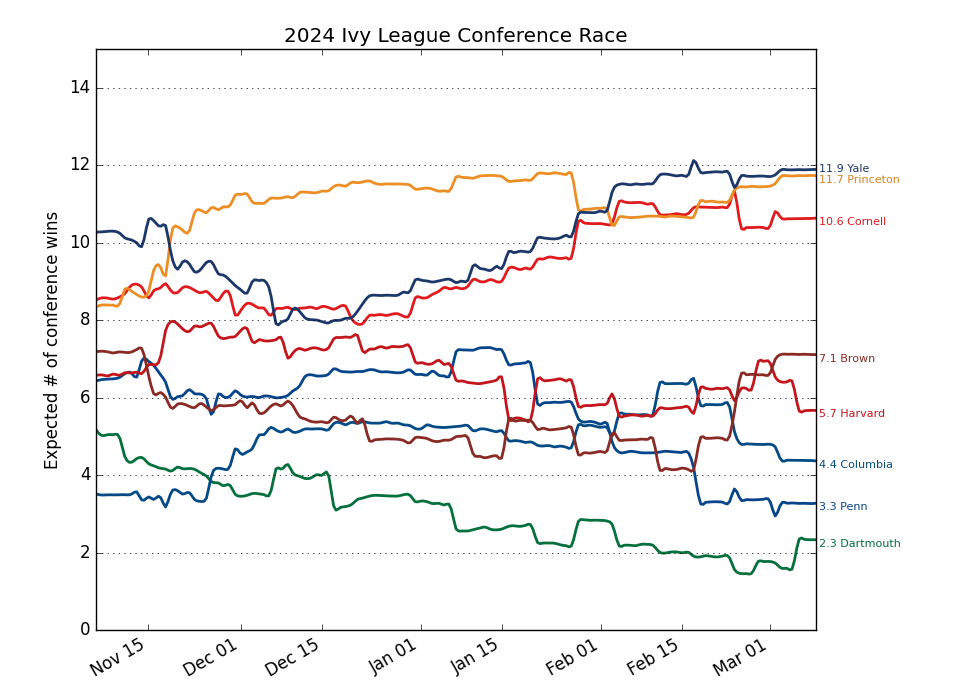 2024 Ivy League Conference Race
Expected # of conference wins
14
12
10
8
6
4
2
0
11.9 Yale
11.7 Princeton
10.6 Cornell
7.1 Brown
5.7 Harvard
4.4 Columbia
3.3 Penn
2.3 Dartmouth
Nov 15
Dec 01
Dec 15
Jan 01
Jan 15
Feb 01
Feb 15
Mar 01